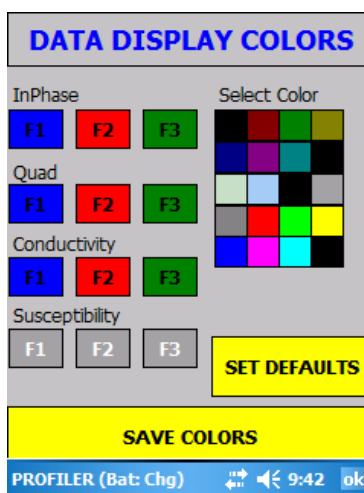 DATA DISPLAY COLORS
InPhase
Select Color
F1 F2 F3
Quad
F1 F2 F3
Conductivity
F1 F2 F3
Susceptibility
F1 F2 F3
SET DEFAULTS
SAVE COLORS
PROFILER (Bat: Chg) 9:42 ok